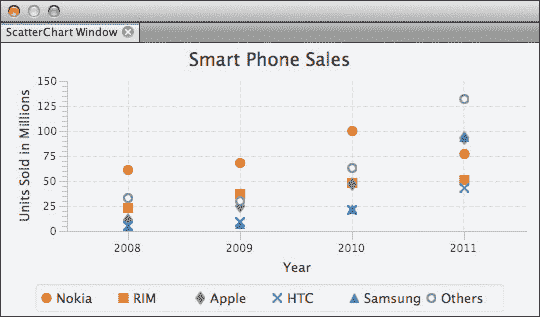 ScatterChart Window
Smart Phone Sales
Units Sold in Millions
150
125
100
75
50
25
0
2008 2009 2010 2011
Year
Nokia RIM Apple HTC Samsung Others